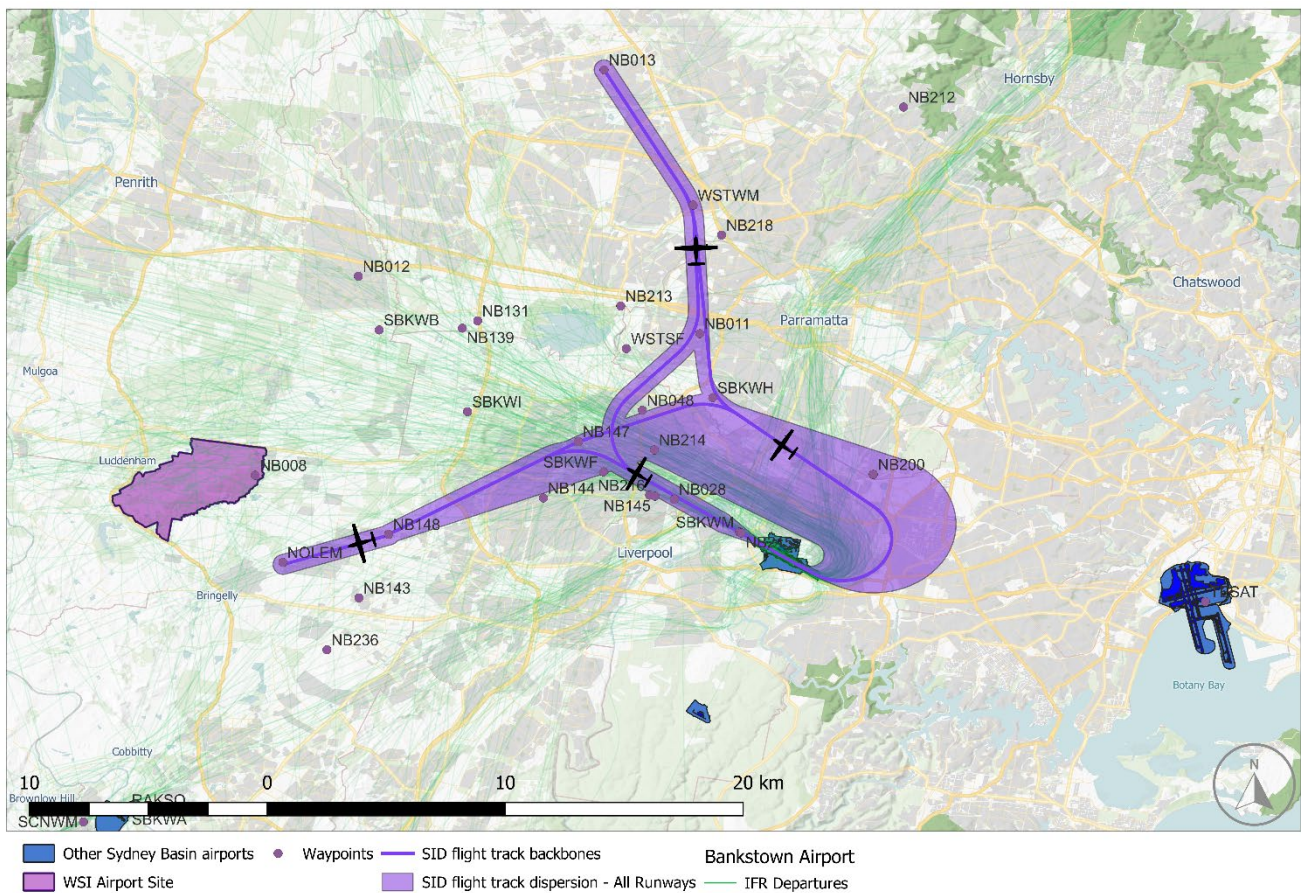 NB013
Hornsby
NB212
Penrith
WSTWM
NB218
NB012
Chatswood
NB213
NB131
Parramatta
SBKWB
NB139
NB011
WSTSF
Mulgoa
SBKWH
SBKWI
NB048
NB147
NB214
Luddenham
SBKWF
NB008
NB200
NB216
NB144
NB145
NB028
SBKWM
NB148
Liverpool
NOLEM
Bringelly
NB143
NB236
Botany Bay
Cobbitty
10 0 10 20 km
N
Brownlow Hill
RAKSO
SCNWM
SBKWA
Other Sydney Basin airports
Waypoints
SID flight track backbones
Bankstown Airport
WSI Airport Site
SID flight track dispersion - All Runways
IFR Departures